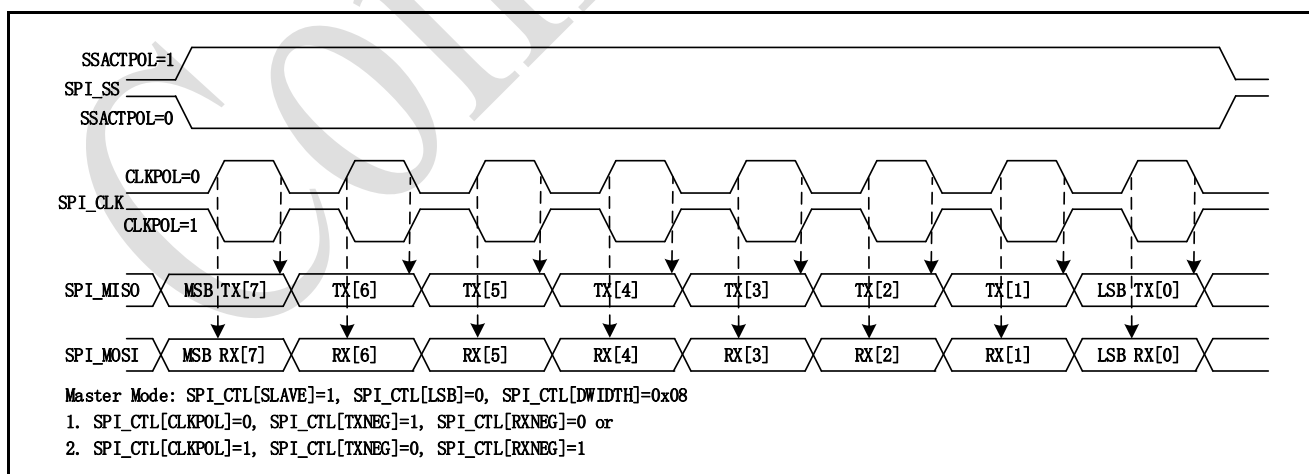 SSACTPOL=1
SPI_SS
SSACTPOL=0
CLKPOL=0
SPI_CLK
CLKPOL=1
SPI_MISO MSB TX[7] TX[6] TX[5] TX[4] TX[3] TX[2] TX[1] LSB TX[0]
SPI_MOSI MSB RX[7] RX[6] RX[5] RX[4] RX[3] RX[2] RX[1] LSB RX[0]
Master Mode: SPI_CTL[SLAVE]=1, SPI_CTL[LSB]=0, SPI_CTL[DWIDTH]=0x08
1. SPI_CTL[CLKPOL]=0, SPI_CTL[TXNEG]=1, SPI_CTL[RXNEG]=0 or
2. SPI_CTL[CLKPOL]=1, SPI_CTL[TXNEG]=0, SPI_CTL[RXNEG]=1